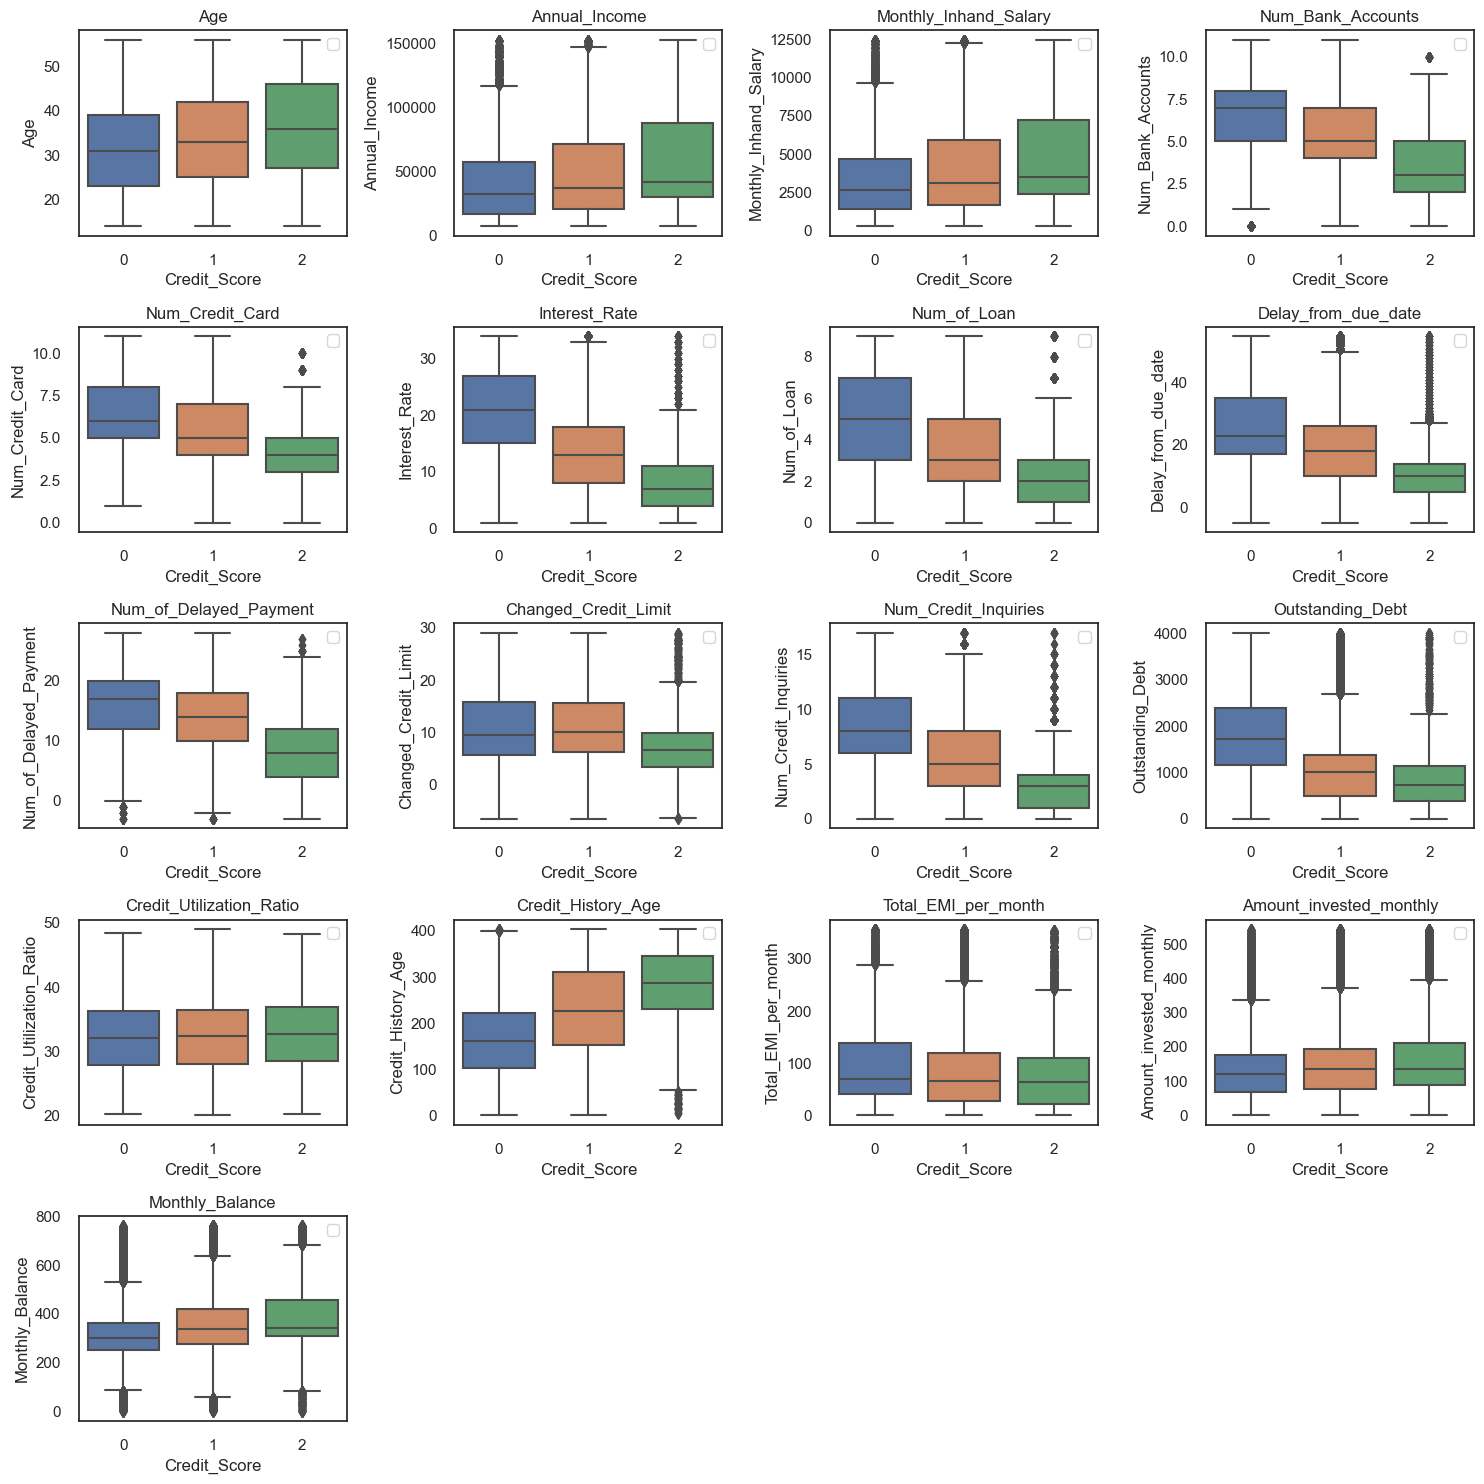 Age
Annual_Income
Monthly_Inhand_Salary
Num_Bank_Accounts
Age
50
40
30
20
0 1 2
Credit_Score
Annual_Income
150000
100000
50000
0
0 1 2
Credit_Score
Monthly_Inhand_Salary
12500
10000
7500
5000
2500
0
0 1 2
Credit_Score
Num_Bank_Accounts
10.0
7.5
5.0
2.5
0.0
0 1 2
Credit_Score
Num_Credit_Card
Interest_Rate
Num_of_Loan
Delay_from_due_date
Num_Credit_Card
10.0
7.5
5.0
2.5
0.0
0 1 2
Credit_Score
Interest_Rate
30
20
10
0
0 1 2
Credit_Score
Num_of_Loan
8
6
4
2
0
0 1 2
Credit_Score
Delay_from_due_date
40
20
0
0 1 2
Credit_Score
Num_of_Delayed_Payment
Changed_Credit_Limit
Num_Credit_Inquiries
Outstanding_Debt
Num_of_Delayed_Payment
20
10
0
0 1 2
Credit_Score
Changed_Credit_Limit
30
20
10
0
0 1 2
Credit_Score
Num_Credit_Inquiries
15
10
5
0
0 1 2
Credit_Score
Outstanding_Debt
4000
3000
2000
1000
0
0 1 2
Credit_Score
Credit_Utilization_Ratio
Credit_History_Age
Total_EMI_per_month
Amount_invested_monthly
Credit_Utilization_Ratio
50
40
30
20
0 1 2
Credit_Score
Credit_History_Age
400
300
200
100
0
0 1 2
Credit_Score
Total_EMI_per_month
300
200
100
0
0 1 2
Credit_Score
Amount_invested_monthly
500
400
300
200
100
0
0 1 2
Credit_Score
Monthly_Balance
Monthly_Balance
800
600
400
200
0
0 1 2
Credit_Score